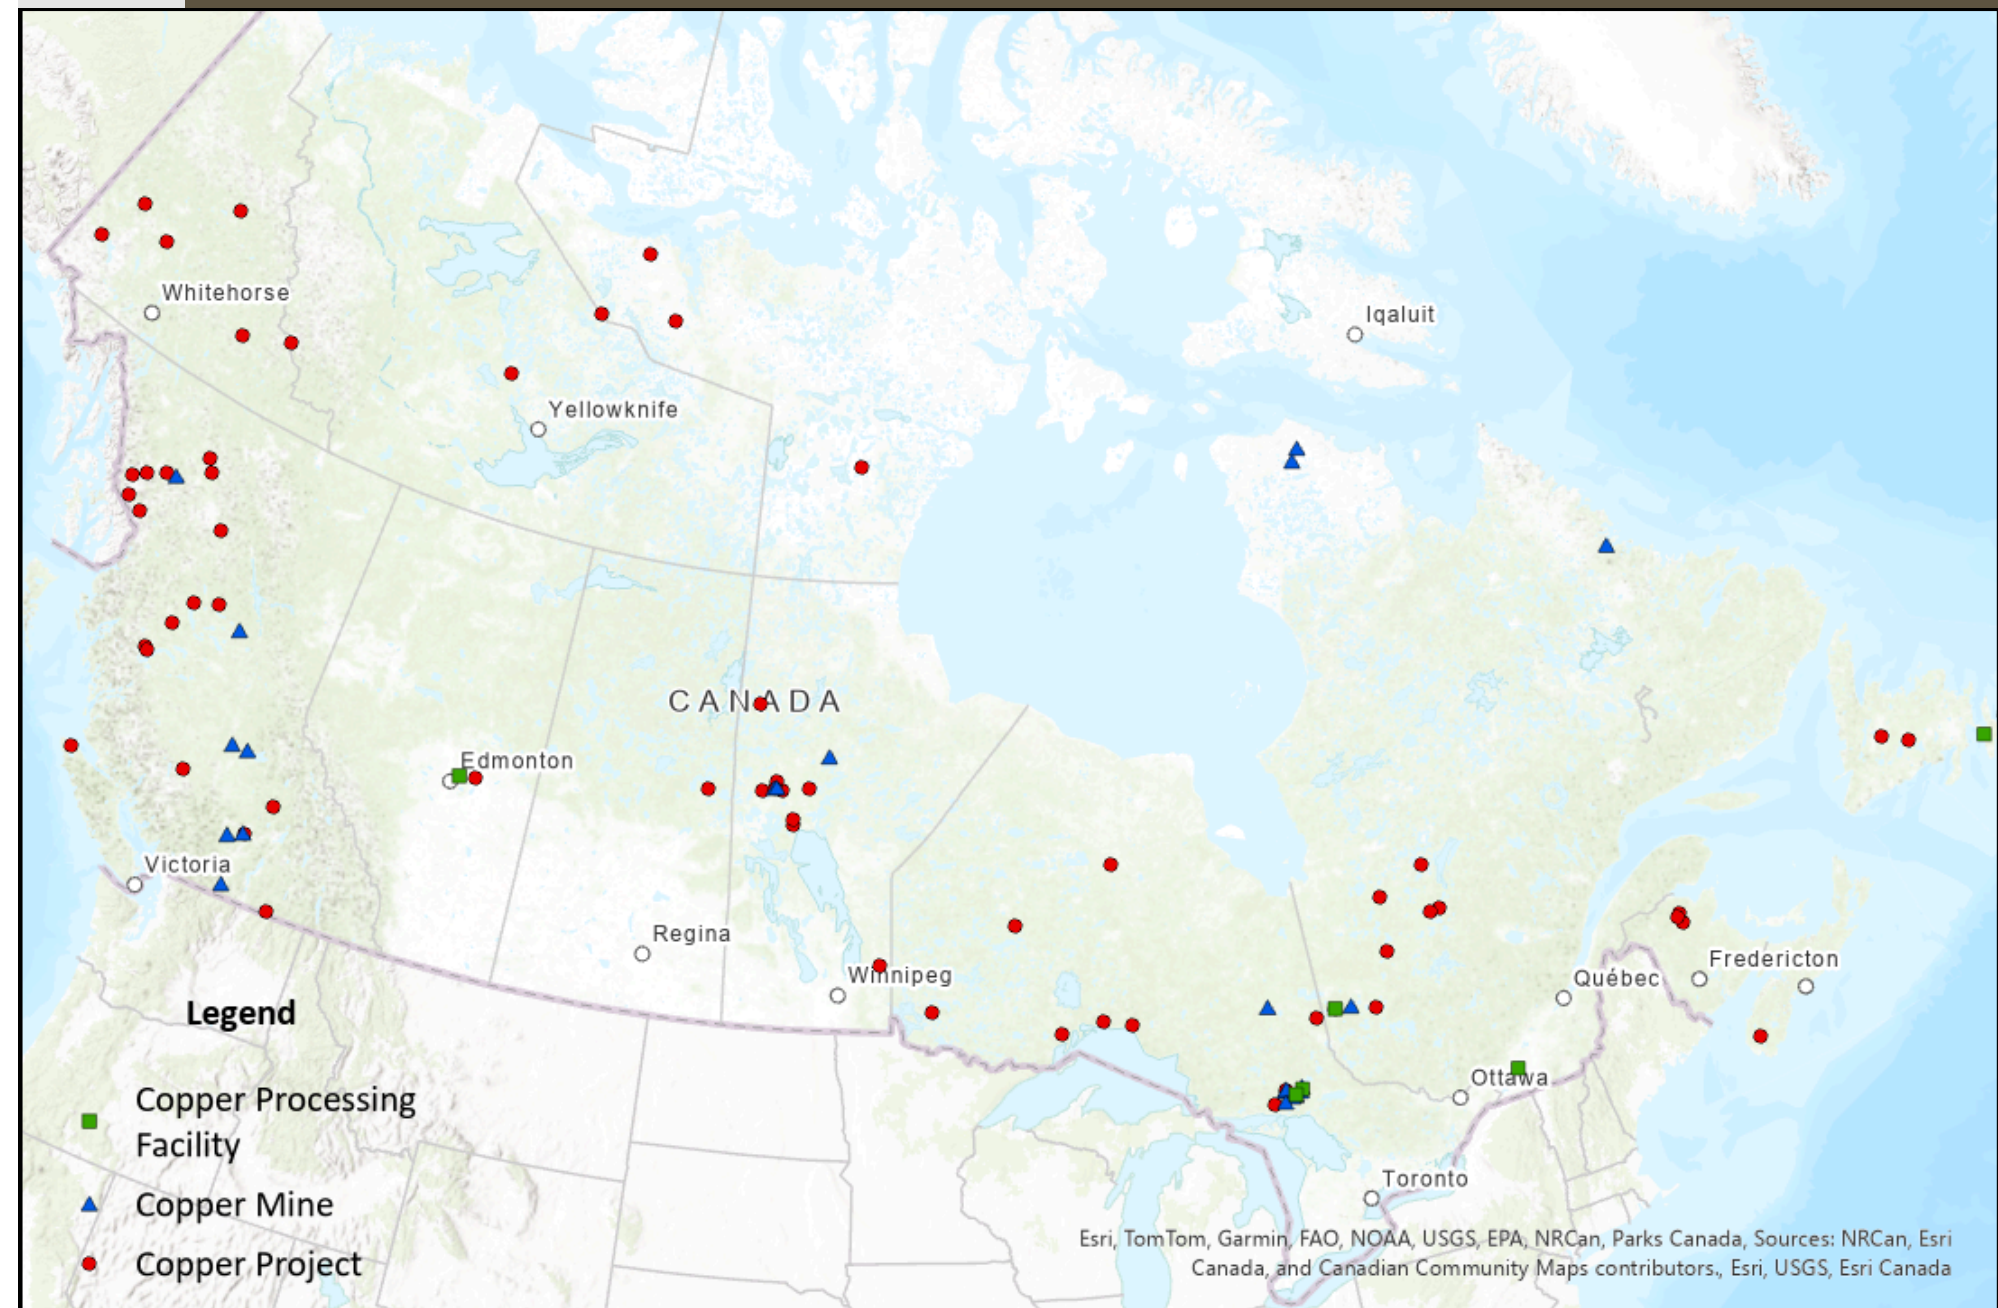 Whitehorse
Iqaluit
Yellowknife
CANADA
Edmonton
Victoria
Regina
Winnipeg
Fredericton
Québec
Ottawa
Toronto
Legend
Copper Processing
Facility
Copper Mine
Copper Project
Esri, TomTom, Garmin, FAO, NOAA, USGS, EPA, NRCan, Parks Canada, Sources: NRCan, Esri
Canada, and Canadian Community Maps contributors., Esri, USGS, Esri Canada